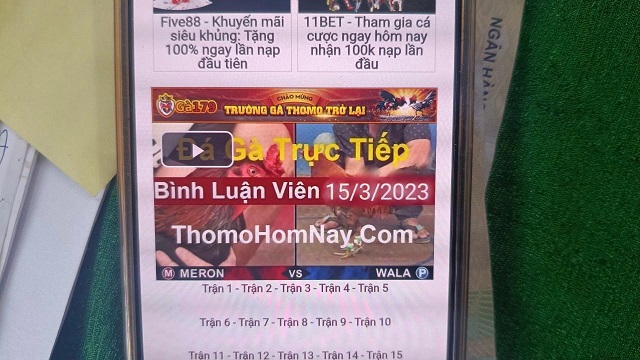 Five88 - Khuyến mãi
siêu khủng: Tặng
100% ngay lần nạp
đầu tiên
11BET - Tham gia cá
cược ngay hôm nay
nhận 100k nạp lần
đầu
NGÂN HÀN
Gà179
CHÀO MỪNG
TRƯỜNG GÀ THOMO TRỞ LẠI
Đá Gà Trực Tiếp
Bình Luận Viên 15/3/2023
ThomoHomNay.Com
M MERON VS WALA P
Trận 1 - Trận 2 - Trận 3 - Trận 4 - Trận 5
Trận 6 - Trận 7 - Trận 8 - Trận 9 - Trận 10
Trận 11 - Trận 12 - Trận 13 - Trận 14 - Trận 15